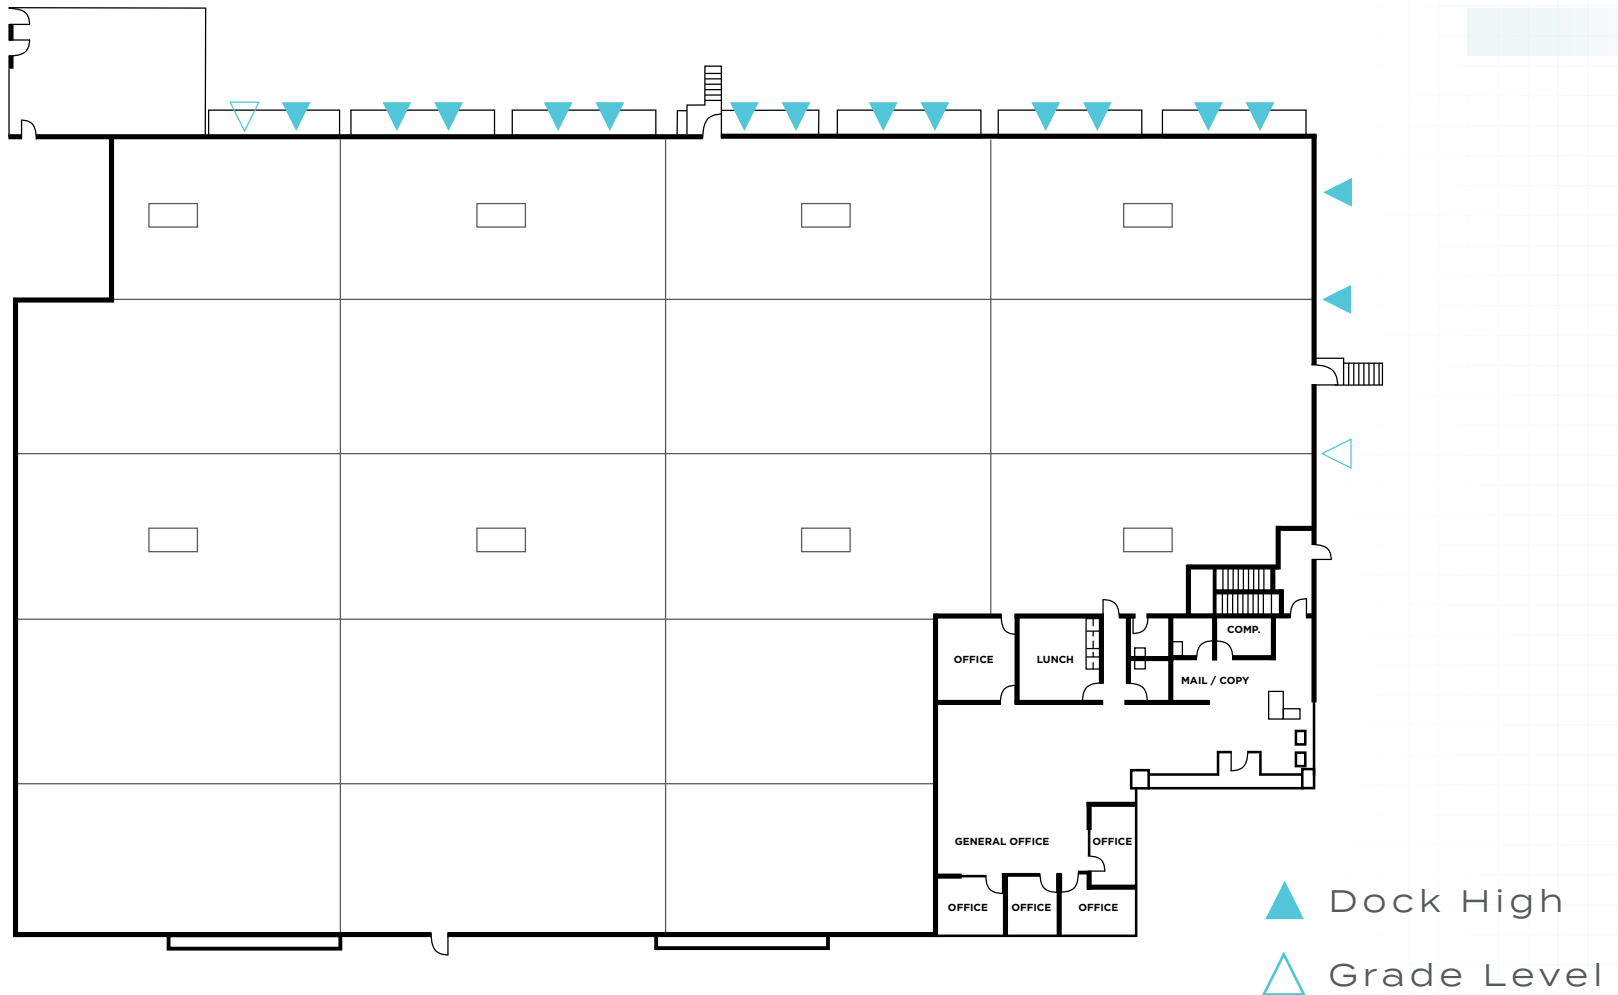 COMP.
OFFICE
LUNCH
MAIL / COPY
GENERAL OFFICE
OFFICE
OFFICE
OFFICE
OFFICE
Dock High
Grade Level